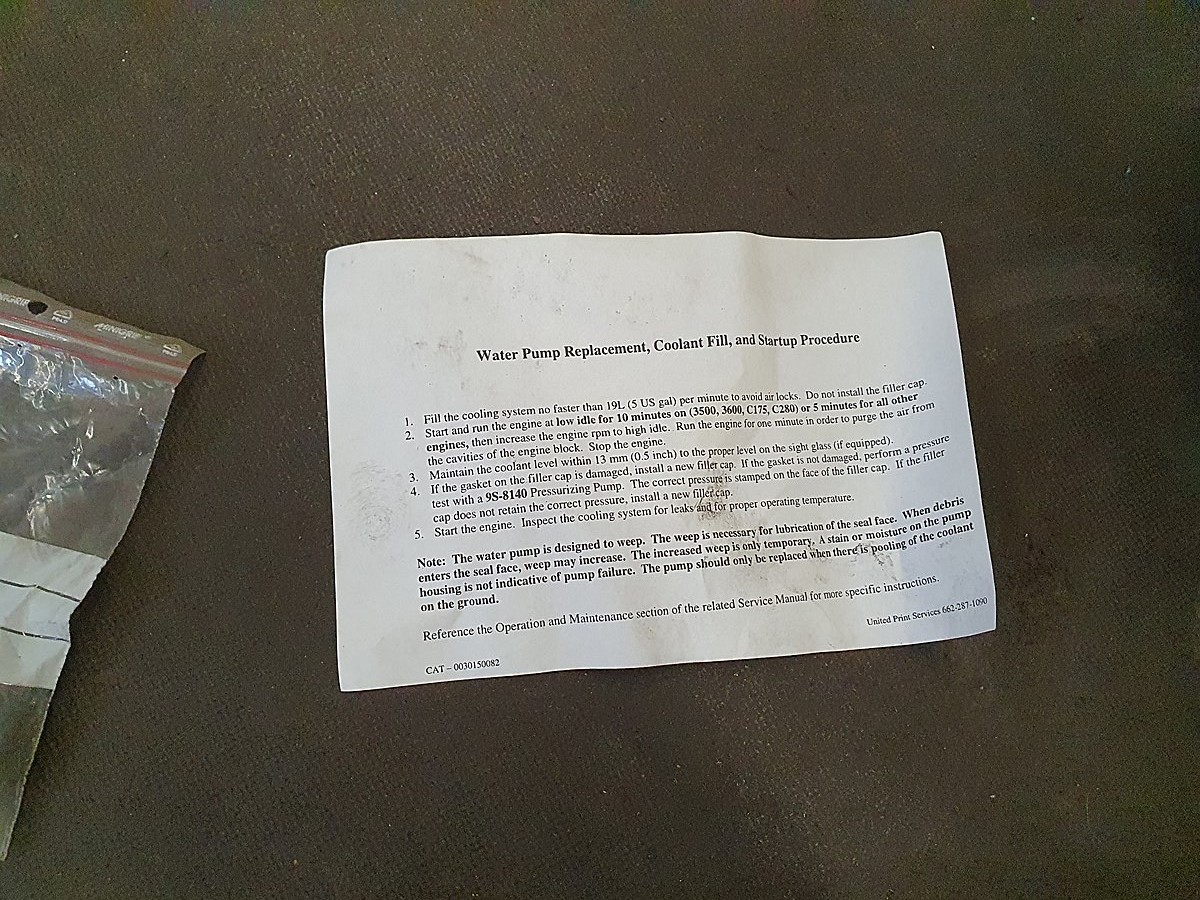 MINIGRIP
Water Pump Replacement, Coolant Fill, and Startup Procedure
1. Fill the cooling system no faster than 19L (5 US gal) per minute to avoid air locks. Do not install the filler cap.
2. Start and run the engine at low idle for 10 minutes on (3500, 3600, C175, C280) or 5 minutes for all other
engines, then increase the engine rpm to high idle. Run the engine for one minute in order to purge the air from
the cavities of the engine block. Stop the engine.
3. Maintain the coolant level within 13 mm (0.5 inch) to the proper level on the sight glass (if equipped).
4. If the gasket on the filler cap is damaged, install a new filler cap. If the gasket is not damaged, perform a pressure
test with a 9S-8140 Pressurizing Pump. The correct pressure is stamped on the face of the filler cap. If the filler
cap does not retain the correct pressure, install a new filler cap.
5. Start the engine. Inspect the cooling system for leaks and for proper operating temperature.
Note: The water pump is designed to weep. The weep is necessary for lubrication of the seal face. When debris
enters the seal face, weep may increase. The increased weep is only temporary. A stain or moisture on the pump
housing is not indicative of pump failure. The pump should only be replaced when there is pooling of the coolant
on the ground.
Reference the Operation and Maintenance section of the related Service Manual for more specific instructions.
United Print Services 662-287-1090
CAT – 0030150082